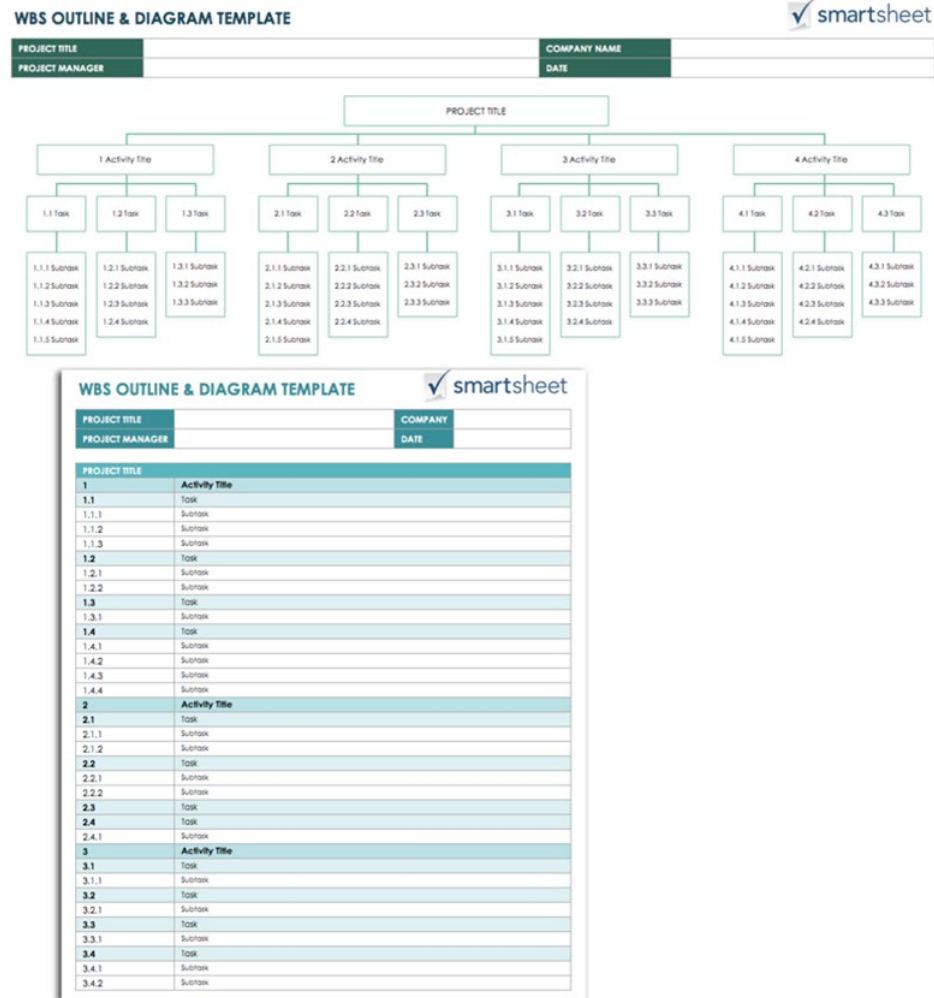 WBS OUTLINE & DIAGRAM TEMPLATE
smartsheet
PROJECT TITLE COMPANY NAME
PROJECT MANAGER DATE
PROJECT TITLE
1 Activity Title 2 Activity Title 3 Activity Title 4 Activity Title
1.1 Task 1.2 Task 1.3 Task 2.1 Task 2.2 Task 2.3 Task 3.1 Task 3.2 Task 3.3 Task 4.1 Task 4.2 Task 4.3 Task
1.1.1 Subtask 1.2.1 Subtask 1.3.1 Subtask 2.1.1 Subtask 2.2.1 Subtask 2.3.1 Subtask 3.1.1 Subtask 3.2.1 Subtask 3.3.1 Subtask 4.1.1 Subtask 4.2.1 Subtask 4.3.1 Subtask
1.1.2 Subtask 1.2.2 Subtask 1.3.2 Subtask 2.1.2 Subtask 2.2.2 Subtask 2.3.2 Subtask 3.1.2 Subtask 3.2.2 Subtask 3.3.2 Subtask 4.1.2 Subtask 4.2.2 Subtask 4.3.2 Subtask
1.1.3 Subtask 1.2.3 Subtask 1.3.3 Subtask 2.1.3 Subtask 2.2.3 Subtask 2.3.3 Subtask 3.1.3 Subtask 3.2.3 Subtask 3.3.3 Subtask 4.1.3 Subtask 4.2.3 Subtask 4.3.3 Subtask
1.1.4 Subtask 1.2.4 Subtask 2.1.4 Subtask 2.2.4 Subtask 3.1.4 Subtask 3.2.4 Subtask 4.1.4 Subtask 4.2.4 Subtask
1.1.5 Subtask 2.1.5 Subtask 3.1.5 Subtask 4.1.5 Subtask
WBS OUTLINE & DIAGRAM TEMPLATE
smartsheet
PROJECT TITLE COMPANY
PROJECT MANAGER DATE
PROJECT TITLE
1 Activity Title
1.1 Task
1.1.1 Subtask
1.1.2 Subtask
1.1.3 Subtask
1.2 Task
1.2.1 Subtask
1.2.2 Subtask
1.3 Task
1.3.1 Subtask
1.4 Task
1.4.1 Subtask
1.4.2 Subtask
1.4.3 Subtask
1.4.4 Subtask
2 Activity Title
2.1 Task
2.1.1 Subtask
2.1.2 Subtask
2.2 Task
2.2.1 Subtask
2.2.2 Subtask
2.3 Task
2.4 Task
2.4.1 Subtask
3 Activity Title
3.1 Task
3.1.1 Subtask
3.2 Task
3.2.1 Subtask
3.3 Task
3.3.1 Subtask
3.4 Task
3.4.1 Subtask
3.4.2 Subtask